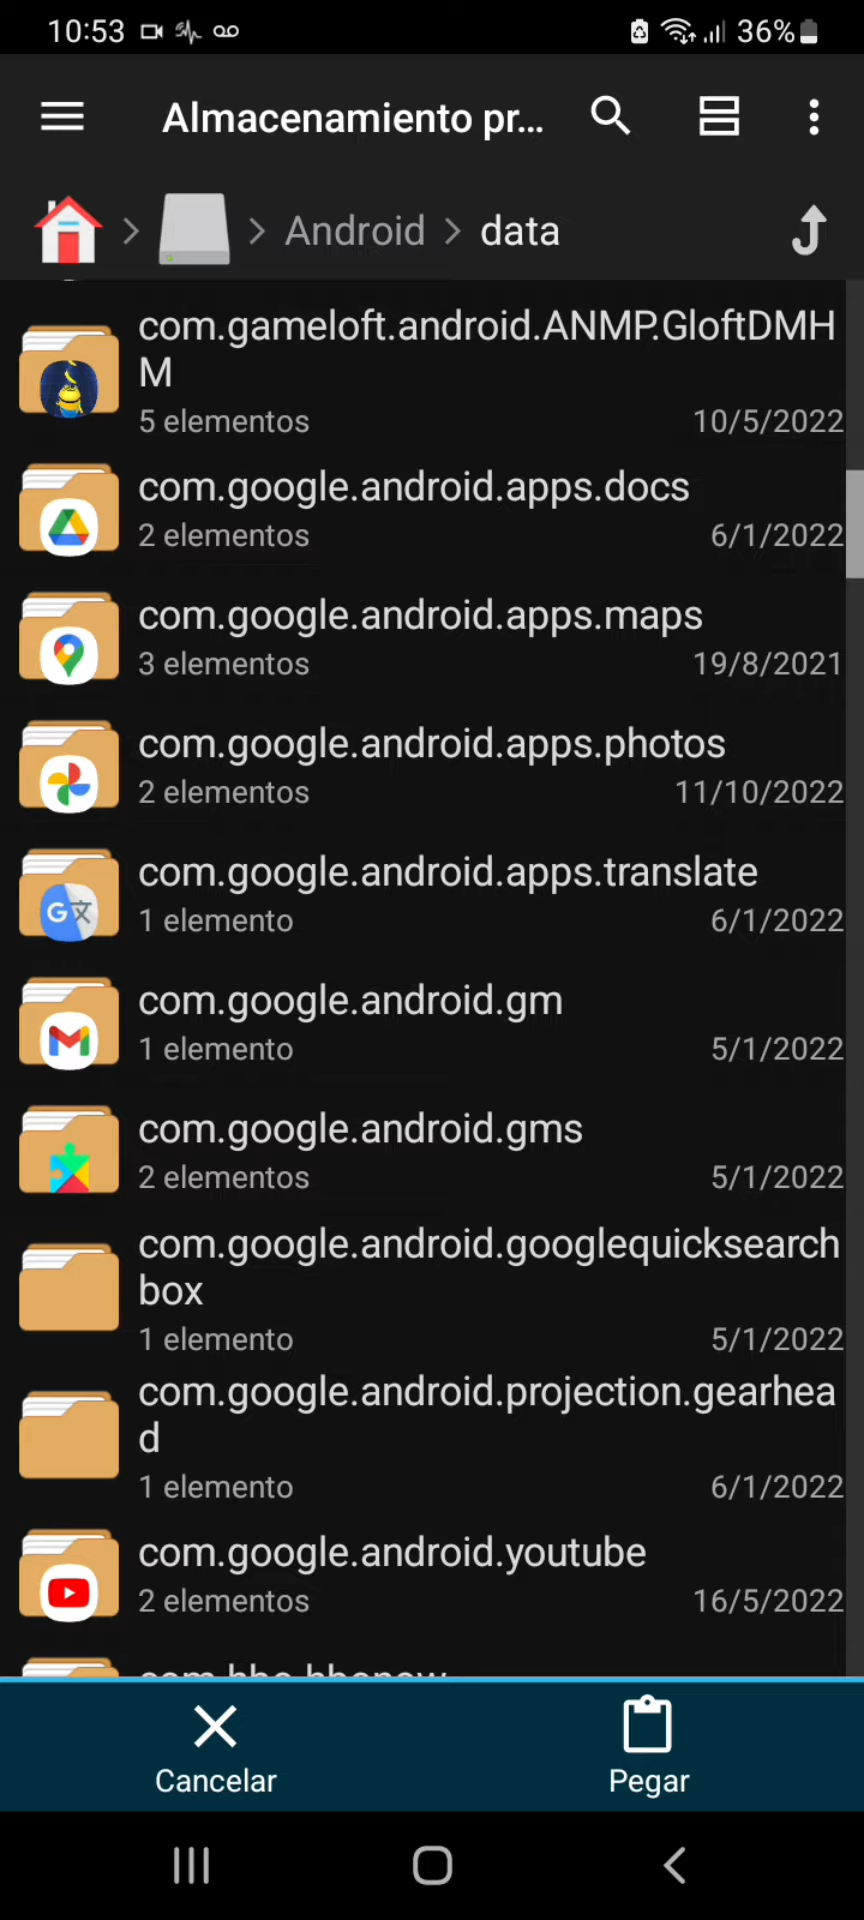 10:53 36%
Almacenamiento pr...
Android data
com.gameloft.android.ANMP.GloftDMH
M
5 elementos 10/5/2022
com.google.android.apps.docs
2 elementos 6/1/2022
com.google.android.apps.maps
3 elementos 19/8/2021
com.google.android.apps.photos
2 elementos 11/10/2022
com.google.android.apps.translate
1 elemento 6/1/2022
com.google.android.gm
1 elemento 5/1/2022
com.google.android.gms
2 elementos 5/1/2022
com.google.android.googlequicksearch
box
1 elemento 5/1/2022
com.google.android.projection.gearhea
d
1 elemento 6/1/2022
com.google.android.youtube
2 elementos 16/5/2022
com.hbo.hbonow
Cancelar Pegar